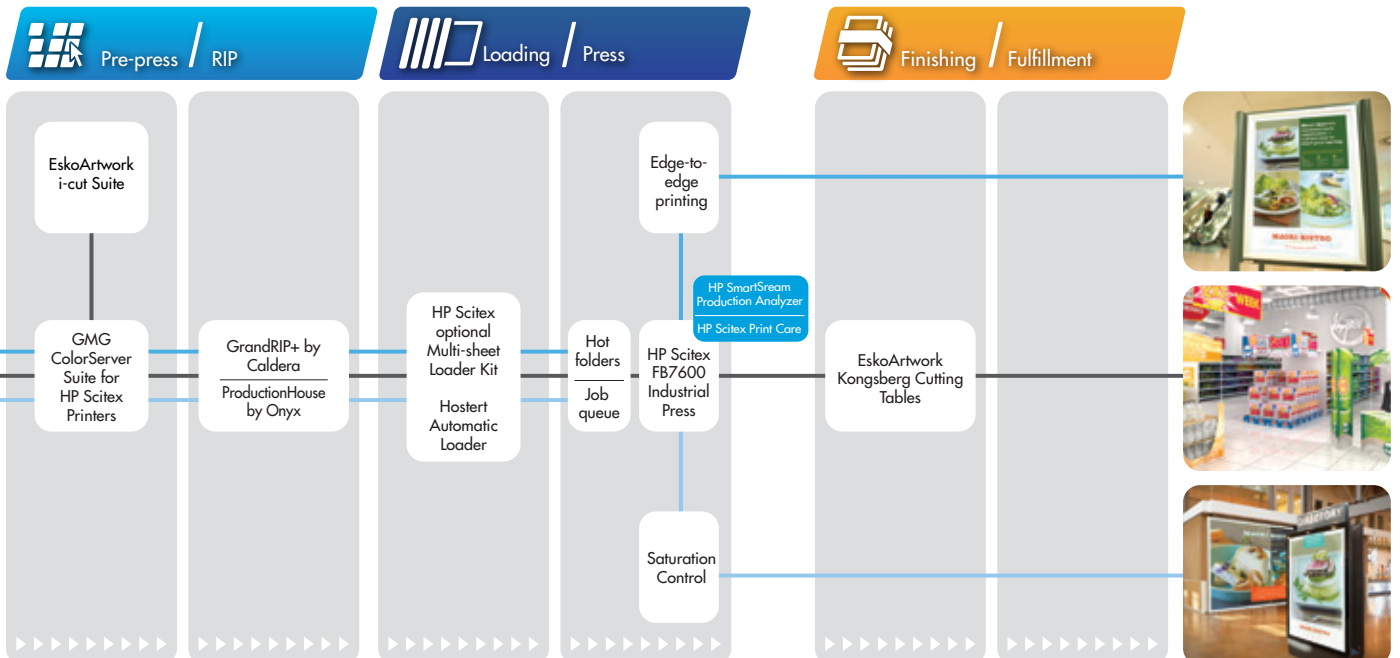 Pre-press / RIP
Loading / Press
Finishing / Fulfillment
EskoArtwork
i-cut Suite
GMG
ColorServer
Suite for
HP Scitex
Printers
GrandRIP+ by
Caldera
ProductionHouse
by Onyx
HP Scitex
optional
Multi-sheet
Loader Kit
Hostert
Automatic
Loader
Hot
folders
Job
queue
Edge-to-
edge
printing
HP SmartSream
Production Analyzer
HP Scitex Print Care
HP Scitex
FB7600
Industrial
Press
Saturation
Control
EskoArtwork
Kongsberg Cutting
Tables
WEEK
DIRECTORY